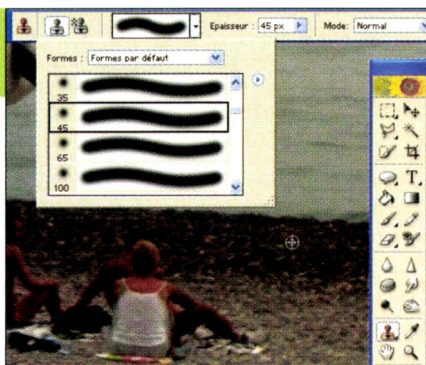 Epaisseur : 45 px Mode: Normal
Formes : Formes par défaut
35
45
65
100
T